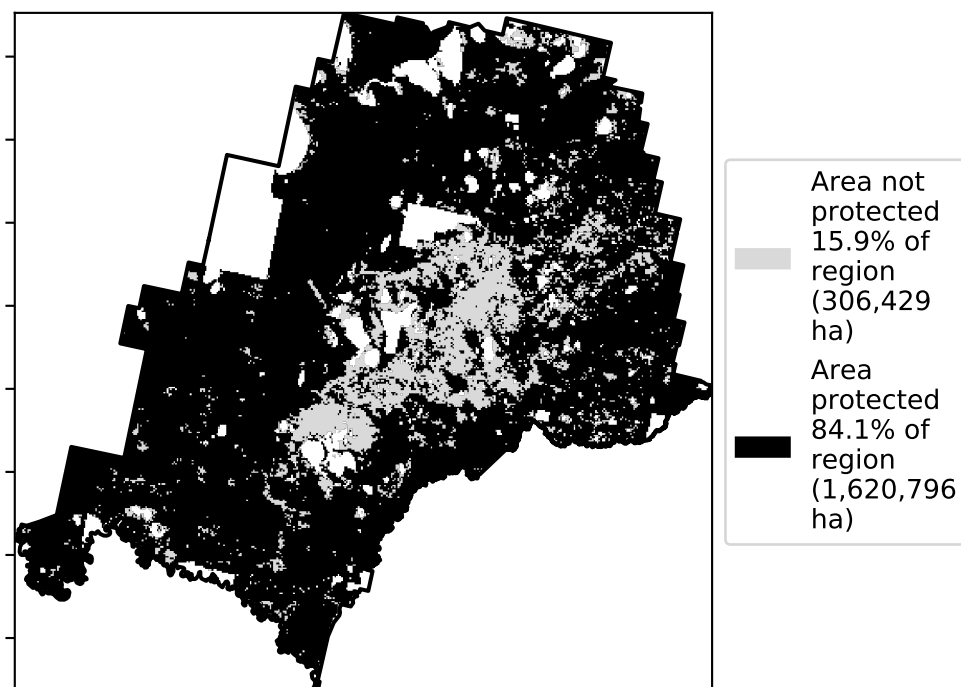 Area not
protected
15.9% of
region
(306,429
ha)
Area
protected
84.1% of
region
(1,620,796
ha)